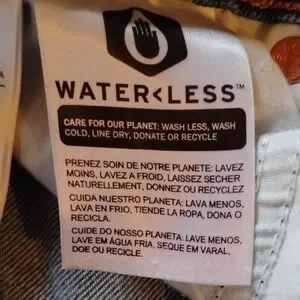 WATER<LESS™
CARE FOR OUR PLANET: WASH LESS, WASH
COLD, LINE DRY, DONATE OR RECYCLE
PRENEZ SOIN DE NOTRE PLANETE: LAVEZ
MOINS, LAVEZ A FROID, LAISSEZ SECHER
NATURELLEMENT, DONNEZ OU RECYCLEZ
CUIDA NUESTRO PLANETA: LAVA MENOS,
LAVA EN FRIO, TIENDE LA ROPA, DONA O
RECICLA.
CUIDE DO NOSSO PLANETA: LAVE MENOS,
LAVE EM ÁGUA FRIA, SEQUE EM VARAL,
DOE OU RECICLE.